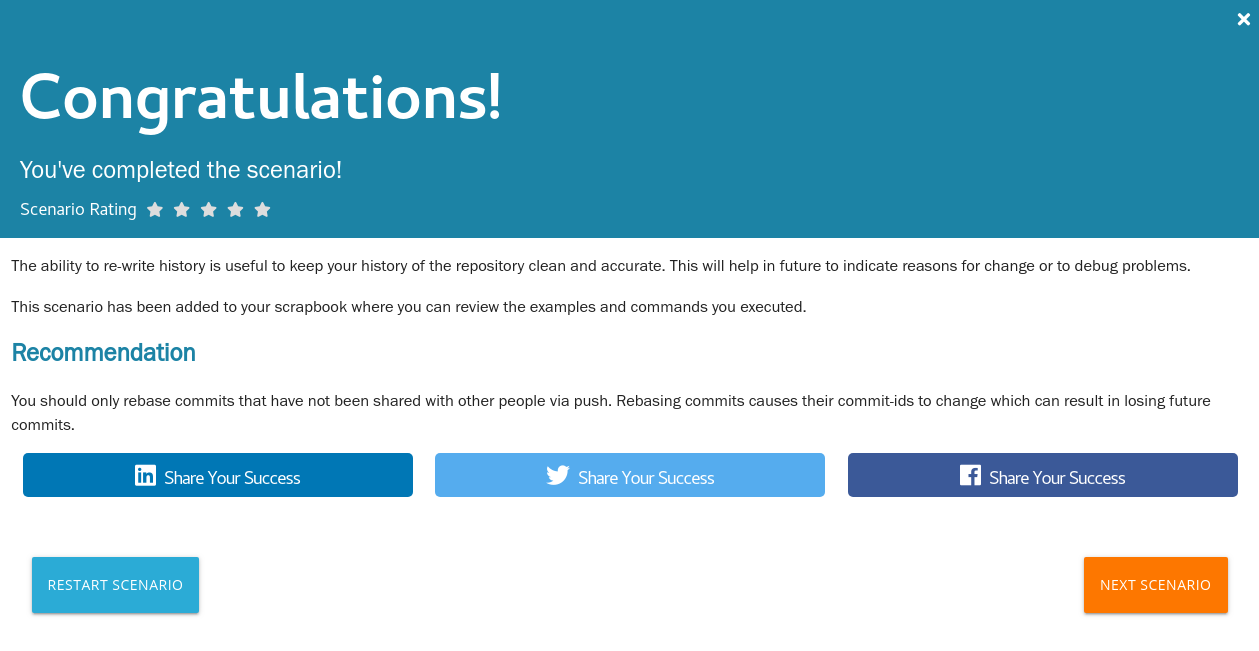 Congratulations!
You've completed the scenario!
Scenario Rating
The ability to re-write history is useful to keep your history of the repository clean and accurate. This will help in future to indicate reasons for change or to debug problems.
This scenario has been added to your scrapbook where you can review the examples and commands you executed.
Recommendation
You should only rebase commits that have not been shared with other people via push. Rebasing commits causes their commit-ids to change which can result in losing future
commits.
Share Your Success
Share Your Success
Share Your Success
RESTART SCENARIO
NEXT SCENARIO